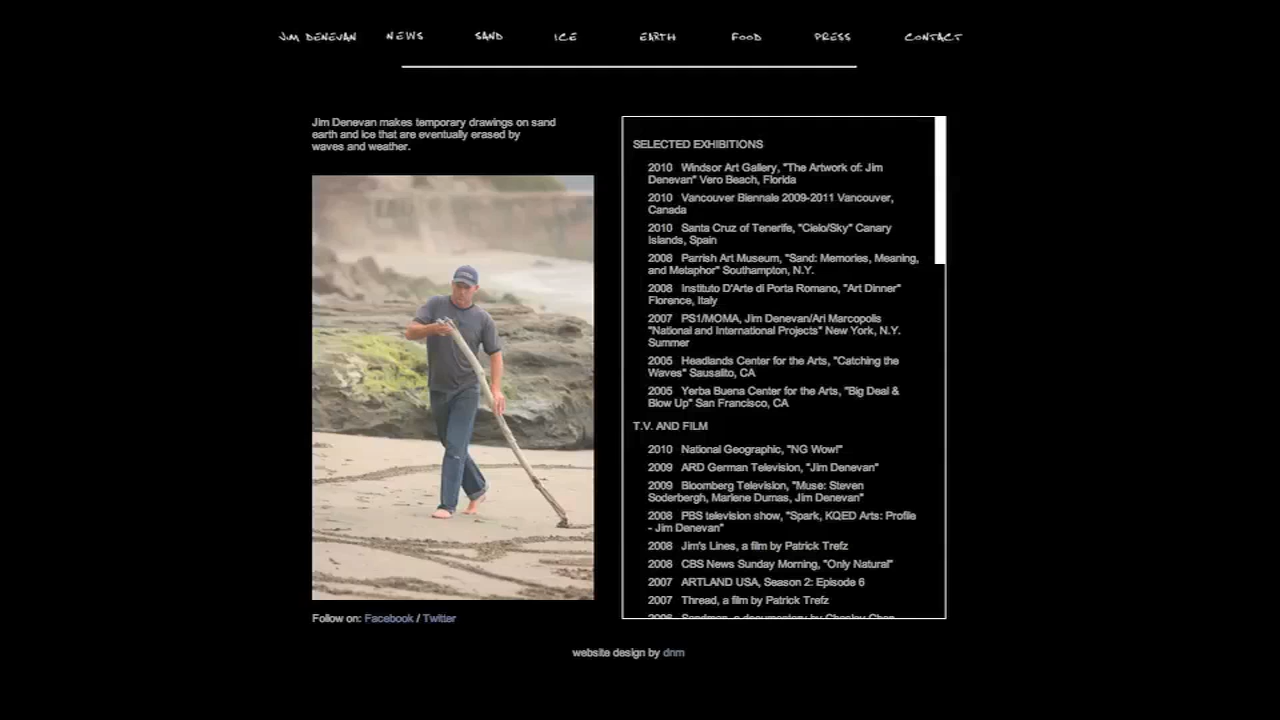 JIM DENEVAN NEWS SAND ICE EARTH FOOD PRESS CONTACT
Jim Denevan makes temporary drawings on sand
earth and ice that are eventually erased by
waves and weather.
Follow on: Facebook / Twitter
SELECTED EXHIBITIONS
2010 Windsor Art Gallery, "The Artwork of: Jim
Denevan" Vero Beach, Florida
2010 Vancouver Biennale 2009-2011 Vancouver,
Canada
2010 Santa Cruz of Tenerife, "Cielo/Sky" Canary
Islands, Spain
2008 Parrish Art Museum, "Sand: Memories, Meaning,
and Metaphor" Southampton, N.Y.
2008 Instituto D'Arte di Porta Romano, "Art Dinner"
Florence, Italy
2007 PS1/MOMA, Jim Denevan/Ari Marcopolis
"National and International Projects" New York, N.Y.
Summer
2005 Headlands Center for the Arts, "Catching the
Waves" Sausalito, CA
2005 Yerba Buena Center for the Arts, "Big Deal &
Blow Up" San Francisco, CA
T.V. AND FILM
2010 National Geographic, "NG Wow!"
2009 ARD German Television, "Jim Denevan"
2009 Bloomberg Television, "Muse: Steven
Soderbergh, Marlene Dumas, Jim Denevan"
2008 PBS television show, "Spark, KQED Arts: Profile
- Jim Denevan"
2008 Jim's Lines, a film by Patrick Trefz
2008 CBS News Sunday Morning, "Only Natural"
2007 ARTLAND USA, Season 2: Episode 6
2007 Thread, a film by Patrick Trefz
website design by dnm